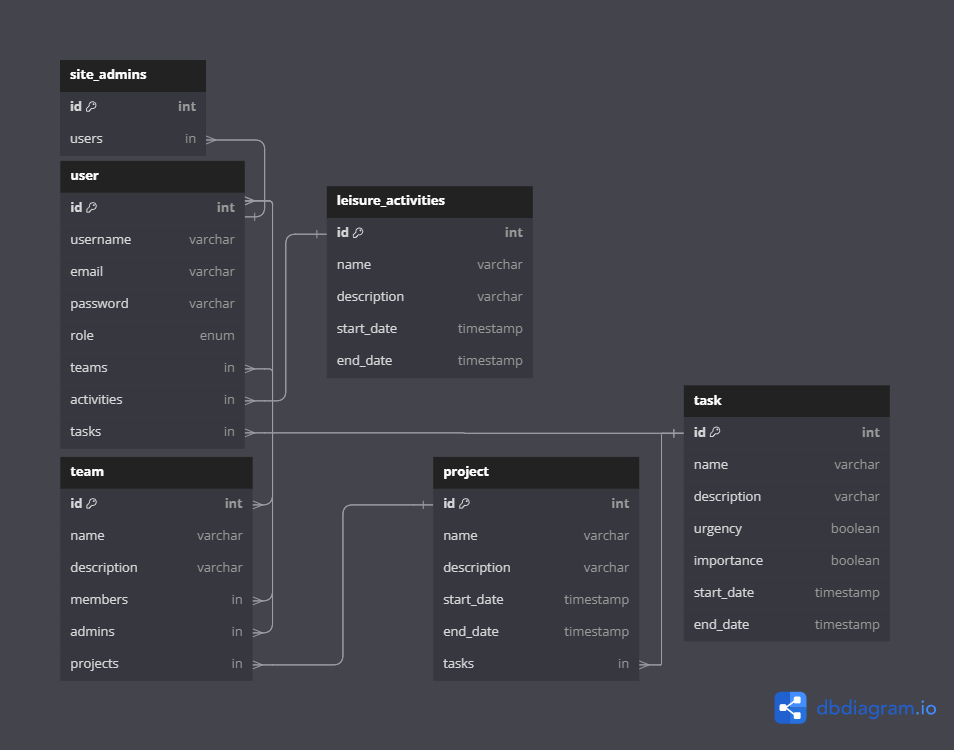 site_admins
id int
users in
user
id int
username varchar
email varchar
password varchar
role enum
teams in
activities in
tasks in
leisure_activities
id int
name varchar
description varchar
start_date timestamp
end_date timestamp
team
id int
name varchar
description varchar
members in
admins in
projects in
project
id int
name varchar
description varchar
start_date timestamp
end_date timestamp
tasks in
task
id int
name varchar
description varchar
urgency boolean
importance boolean
start_date timestamp
end_date timestamp
dbdiagram.io